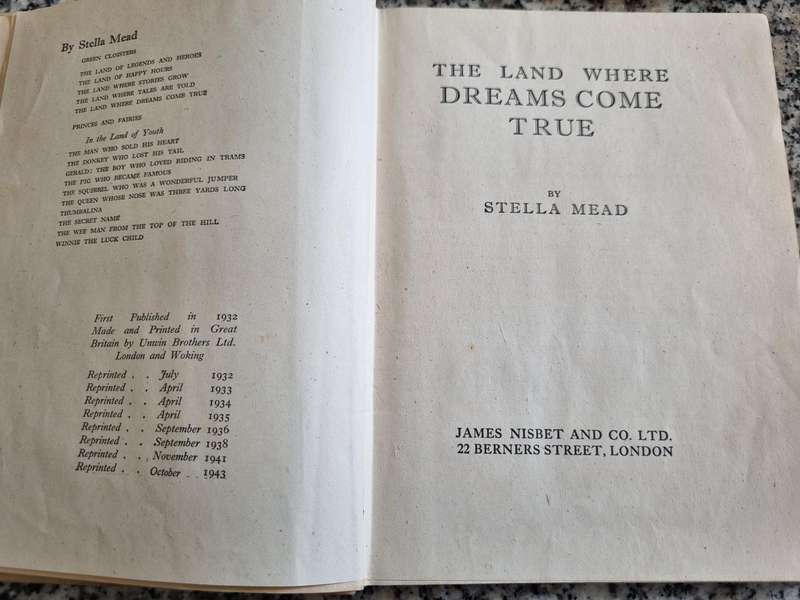 By Stella Mead
GREEN CLOISTERS
THE LAND OF LEGENDS AND HEROES
THE LAND OF HAPPY HOURS
THE LAND WHERE STORIES GROW
THE LAND WHERE TALES ARE TOLD
THE LAND WHERE DREAMS COME TRUE
PRINCES AND FAIRIES
In the Land of Youth
THE MAN WHO SOLD HIS HEART
THE DONKEY WHO LOST HIS TAIL
GERALD: THE BOY WHO LOVED RIDING IN TRAMS
THE PIG WHO BECAME FAMOUS
THE SQUIRREL WHO WAS A WONDERFUL JUMPER
THE QUEEN WHOSE NOSE WAS THREE YARDS LONG
THUMBALINA
THE SECRET NAME
THE WEE MAN FROM THE TOP OF THE HILL
WINNIE THE LUCK CHILD
First Published in 1932
Made and Printed in Great
Britain by Unwin Brothers Ltd.
London and Woking
Reprinted . . July 1932
Reprinted . . April 1933
Reprinted . . April 1934
Reprinted . . April 1935
Reprinted . . September 1936
Reprinted . . September 1938
Reprinted . . November 1941
Reprinted . . October . . 1943
THE LAND WHERE
DREAMS COME
TRUE
BY
STELLA MEAD
JAMES NISBET AND CO. LTD.
22 BERNERS STREET, LONDON